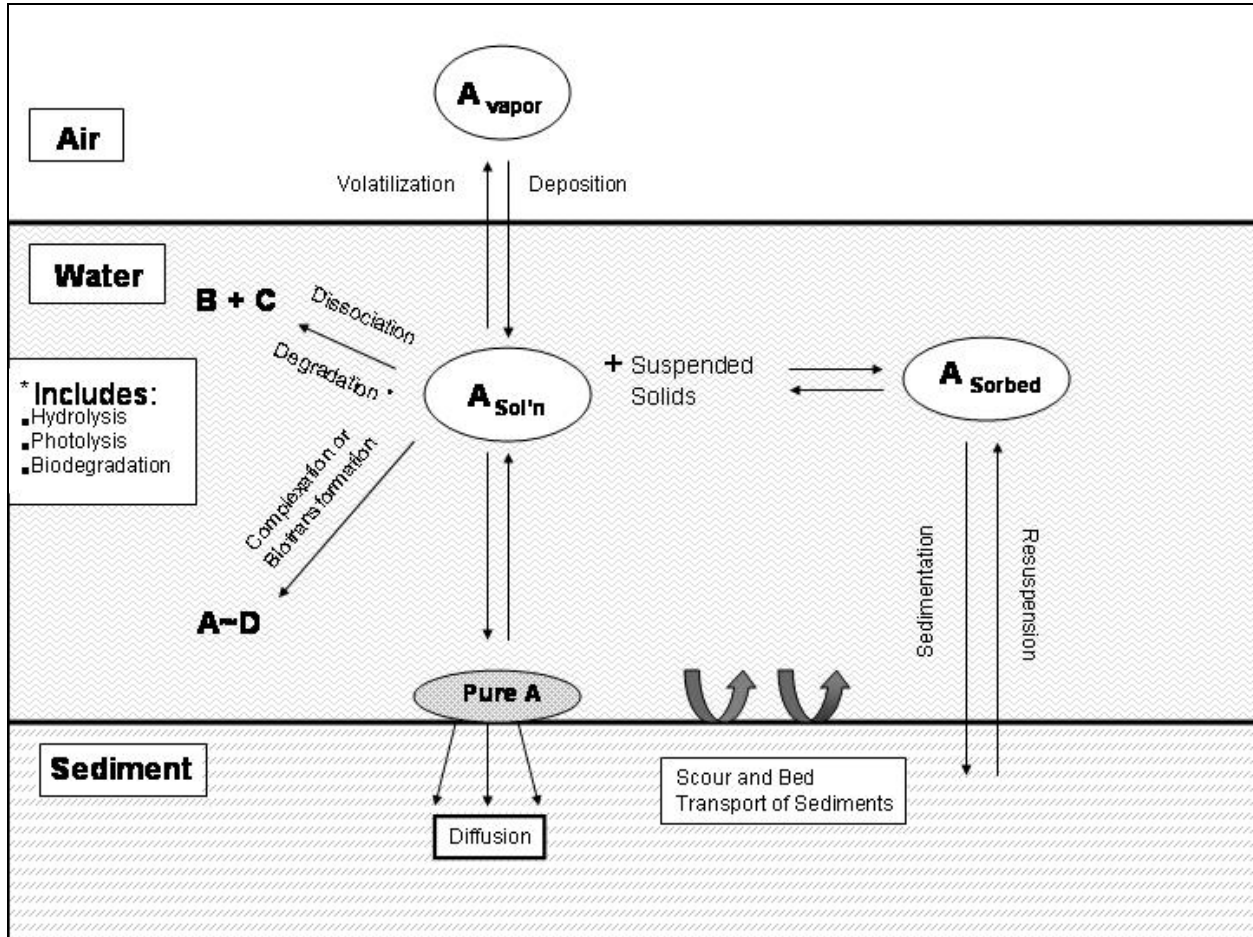 A vapor
Air
Volatilization
Deposition
Water
B + C
Dissociation
Degradation *
+ Suspended
Solids
A Sol'n
A Sorbed
* Includes:
▪Hydrolysis
▪Photolysis
▪Biodegradation
Complexation or
Biotransformation
Sedimentation
Resuspension
A~D
Pure A
Sediment
Scour and Bed
Transport of Sediments
Diffusion